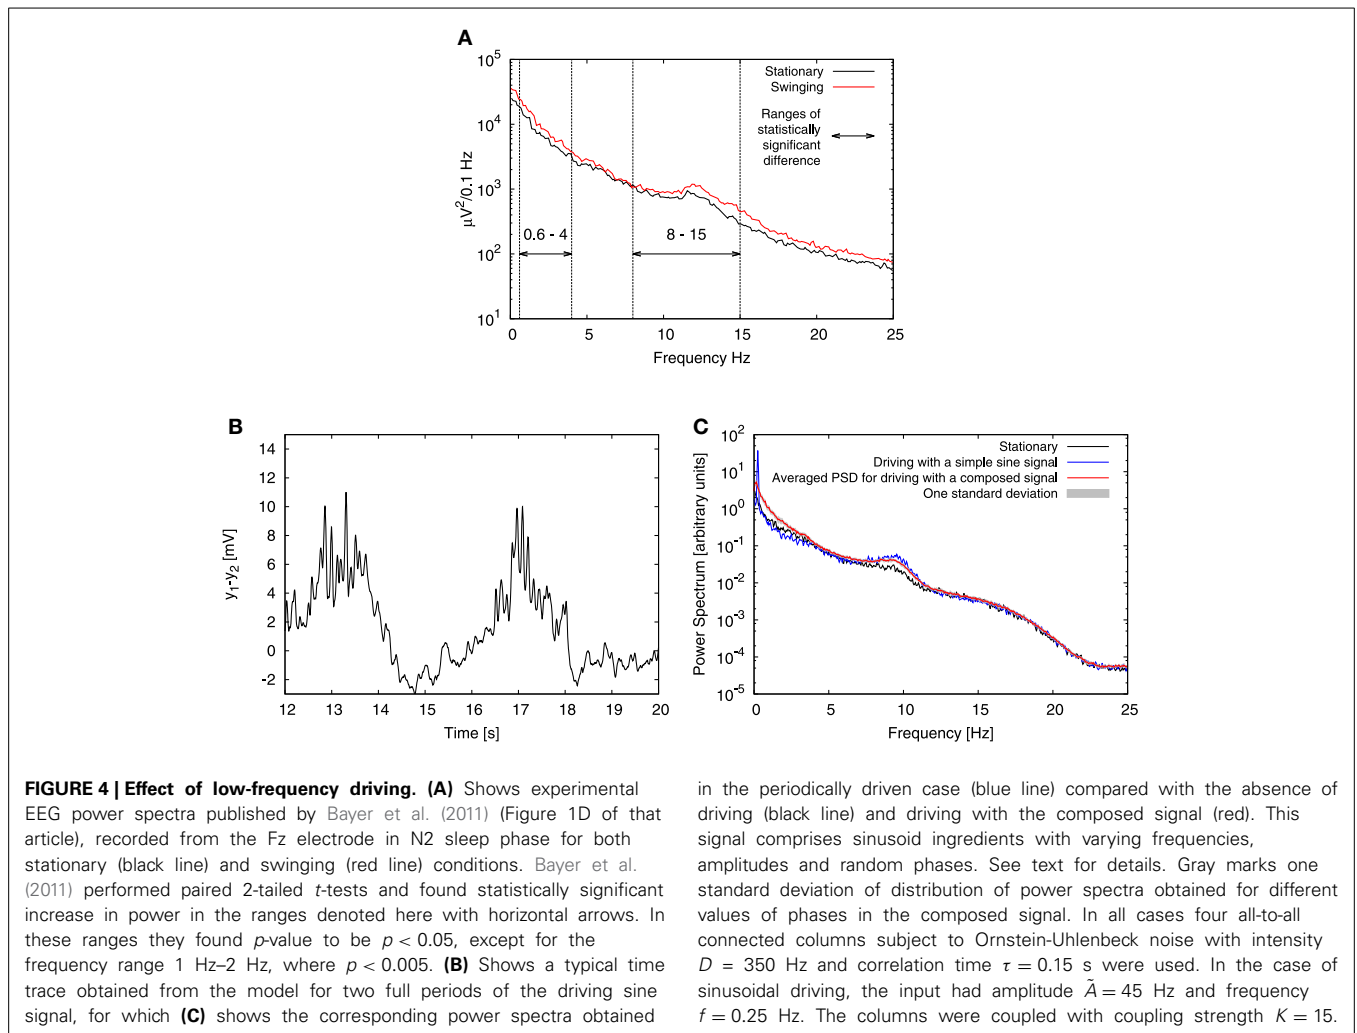 A
10^5
10^4
10^3
10^2
10^1
μV^2/0.1 Hz
Stationary
Swinging
Ranges of
statistically
significant
difference
0.6 - 4
8 - 15
0 5 10 15 20 25
Frequency Hz
B
14
12
10
8
6
4
2
0
-2
y_1-y_2 [mV]
12 13 14 15 16 17 18 19 20
Time [s]
C
10^2
10^1
10^0
10^-1
10^-2
10^-3
10^-4
10^-5
Power Spectrum [arbitrary units]
Stationary
Driving with a simple sine signal
Averaged PSD for driving with a composed signal
One standard deviation
0 5 10 15 20 25
Frequency [Hz]
FIGURE 4 | Effect of low-frequency driving. (A) Shows experimental
EEG power spectra published by Bayer et al. (2011) (Figure 1D of that
article), recorded from the Fz electrode in N2 sleep phase for both
stationary (black line) and swinging (red line) conditions. Bayer et al.
(2011) performed paired 2-tailed t-tests and found statistically significant
increase in power in the ranges denoted here with horizontal arrows. In
these ranges they found p-value to be p < 0.05, except for the
frequency range 1 Hz–2 Hz, where p < 0.005. (B) Shows a typical time
trace obtained from the model for two full periods of the driving sine
signal, for which (C) shows the corresponding power spectra obtained
in the periodically driven case (blue line) compared with the absence of
driving (black line) and driving with the composed signal (red). This
signal comprises sinusoid ingredients with varying frequencies,
amplitudes and random phases. See text for details. Gray marks one
standard deviation of distribution of power spectra obtained for different
values of phases in the composed signal. In all cases four all-to-all
connected columns subject to Ornstein-Uhlenbeck noise with intensity
D = 350 Hz and correlation time τ = 0.15 s were used. In the case of
sinusoidal driving, the input had amplitude Ã = 45 Hz and frequency
f = 0.25 Hz. The columns were coupled with coupling strength K = 15.